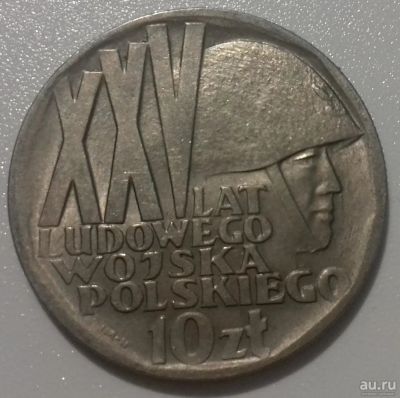 XXV
LAT
LUDOWEGO
WOJSKA
POLSKIEGO
10 zł
au.ru